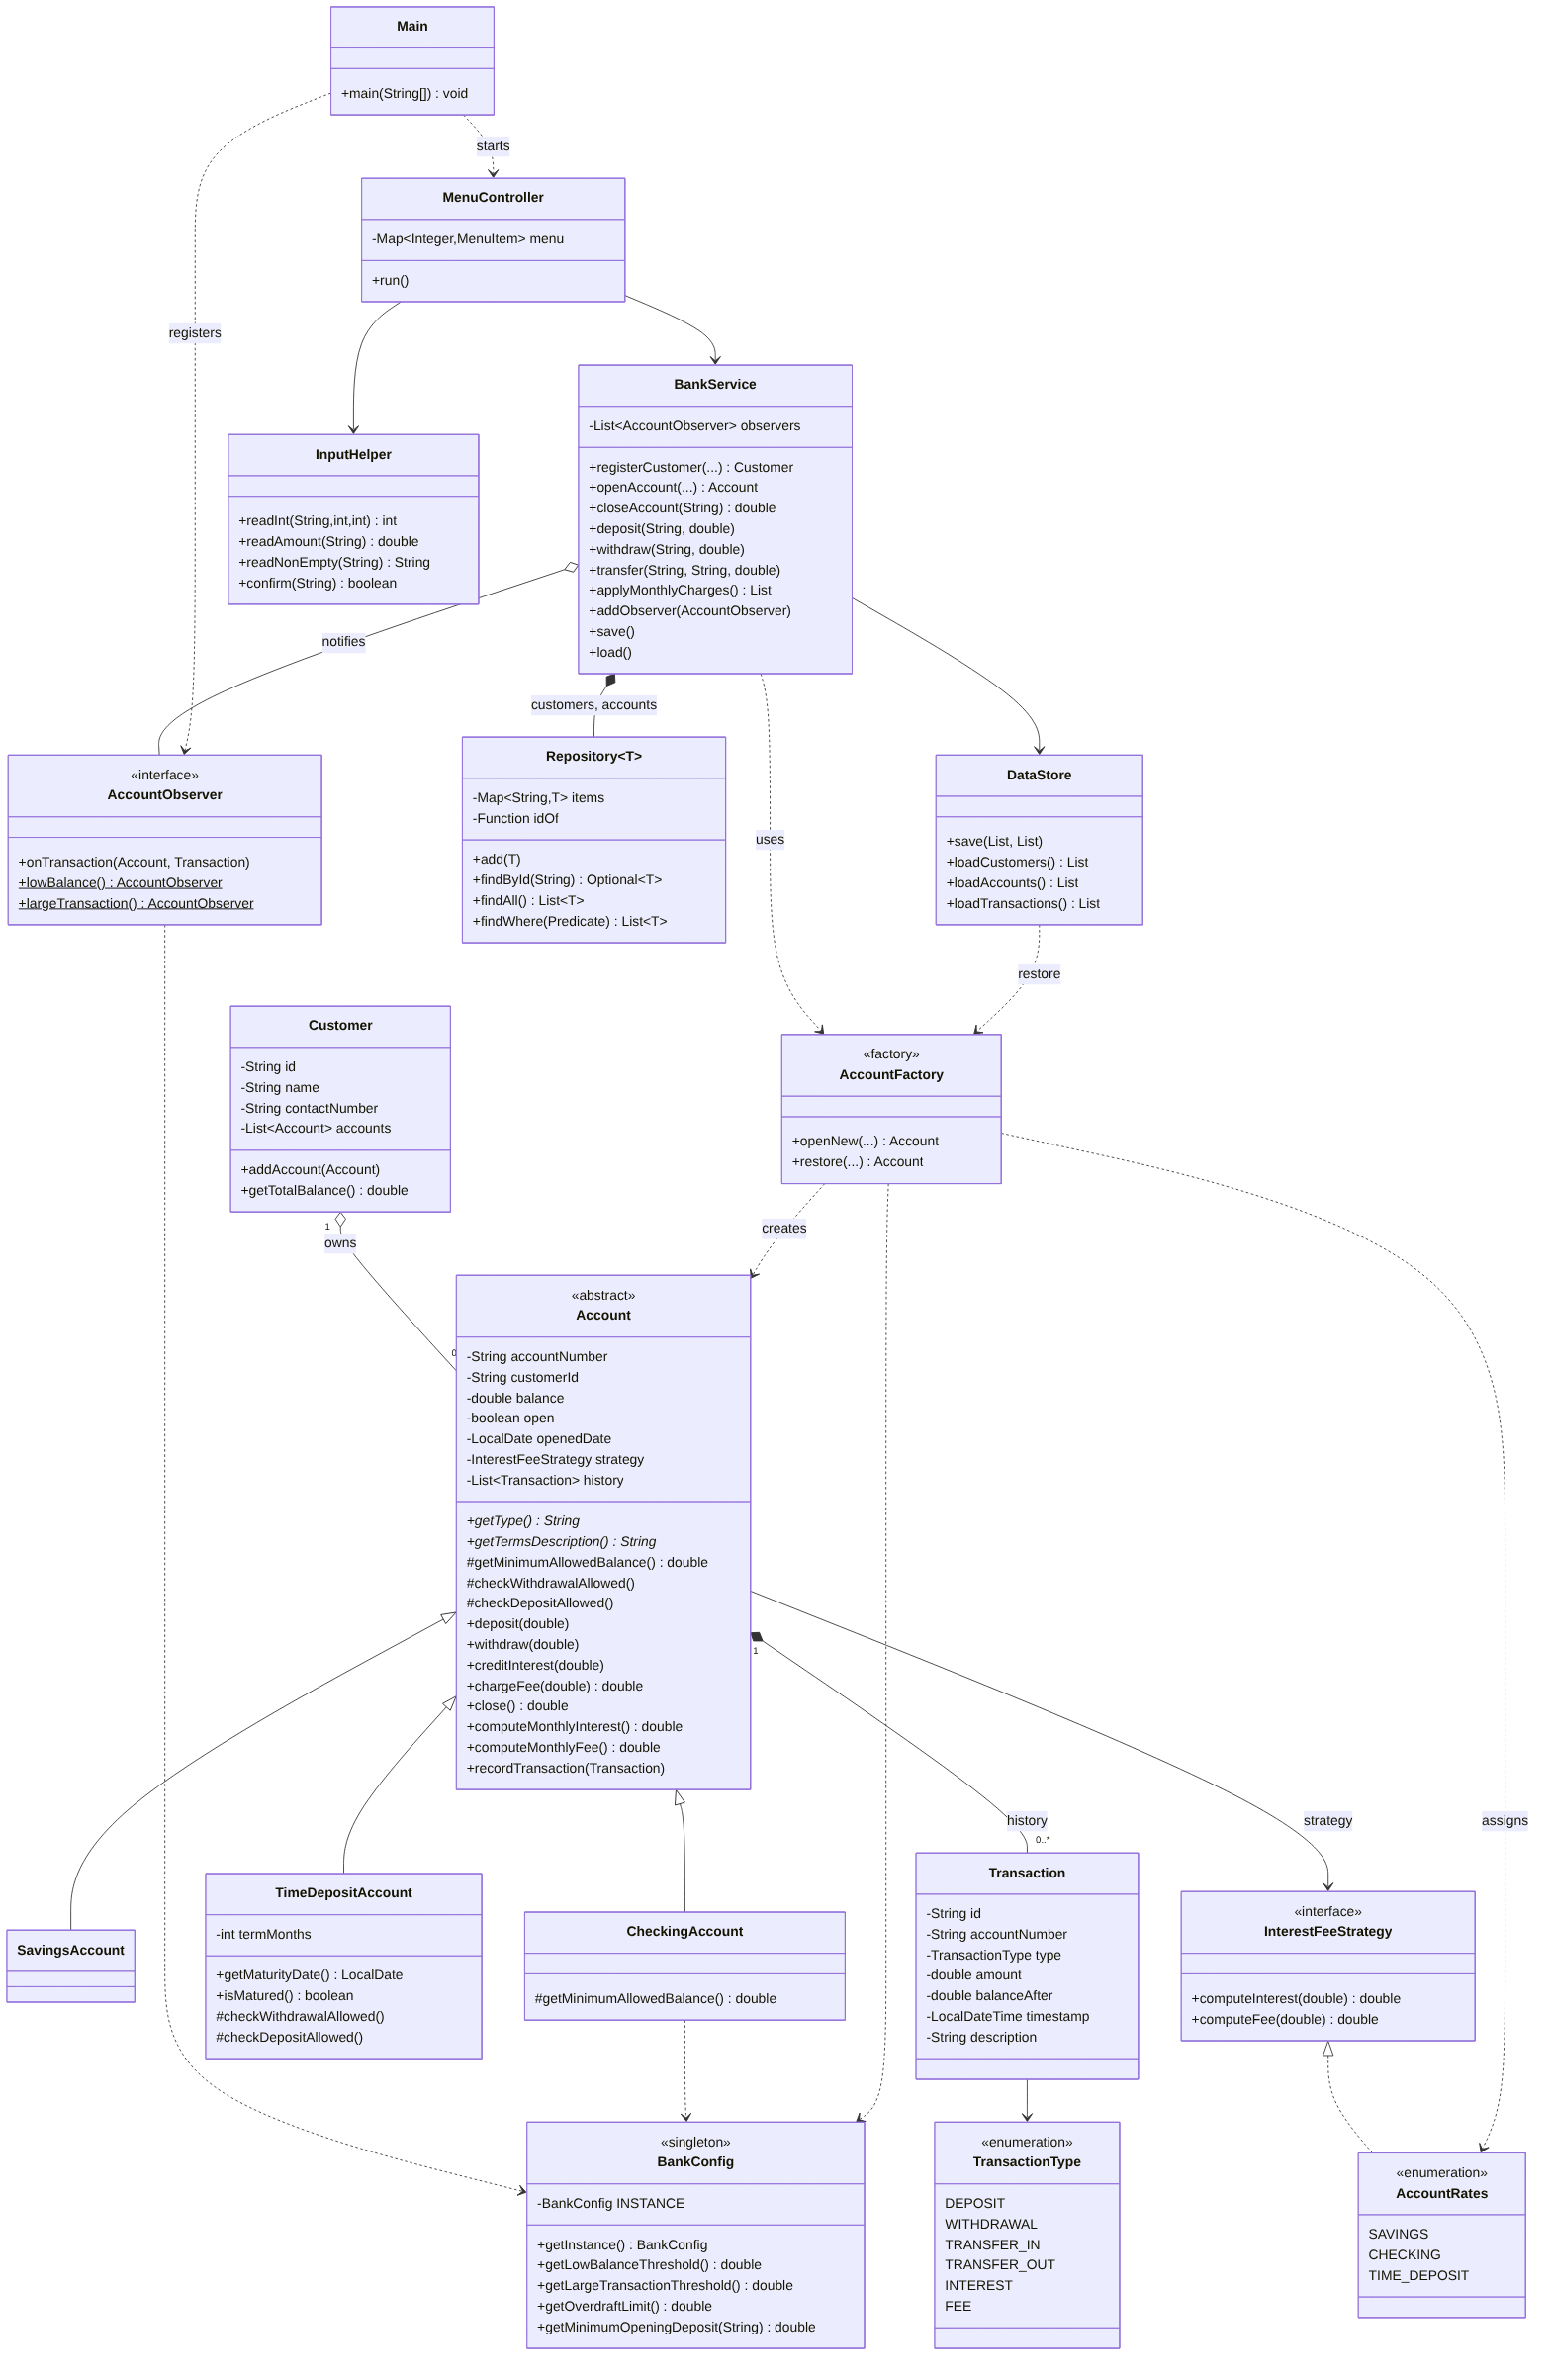 Main
+main(String[]) : void
starts
MenuController
-Map<Integer,MenuItem> menu
+run()
registers
BankService
-List<AccountObserver> observers
+registerCustomer(...) : Customer
+openAccount(...) : Account
+closeAccount(String) : double
+deposit(String, double)
+withdraw(String, double)
+transfer(String, String, double)
+applyMonthlyCharges() : List
+addObserver(AccountObserver)
+save()
+load()
InputHelper
+readInt(String,int,int) : int
+readAmount(String) : double
+readNonEmpty(String) : String
+confirm(String) : boolean
notifies
customers, accounts
«interface»
AccountObserver
+onTransaction(Account, Transaction)
+lowBalance() : AccountObserver
+largeTransaction() : AccountObserver
Repository<T>
-Map<String,T> items
-Function idOf
+add(T)
+findById(String) : Optional<T>
+findAll() : List<T>
+findWhere(Predicate) : List<T>
uses
DataStore
+save(List, List)
+loadCustomers() : List
+loadAccounts() : List
+loadTransactions() : List
restore
Customer
-String id
-String name
-String contactNumber
-List<Account> accounts
+addAccount(Account)
+getTotalBalance() : double
«factory»
AccountFactory
+openNew(...) : Account
+restore(...) : Account
1
owns
creates
0
«abstract»
Account
-String accountNumber
-String customerId
-double balance
-boolean open
-LocalDate openedDate
-InterestFeeStrategy strategy
-List<Transaction> history
+getType() : String
+getTermsDescription() : String
#getMinimumAllowedBalance() : double
#checkWithdrawalAllowed()
#checkDepositAllowed()
+deposit(double)
+withdraw(double)
+creditInterest(double)
+chargeFee(double) : double
+close() : double
+computeMonthlyInterest() : double
+computeMonthlyFee() : double
+recordTransaction(Transaction)
1
history
0..*
strategy
assigns
SavingsAccount
TimeDepositAccount
-int termMonths
+getMaturityDate() : LocalDate
+isMatured() : boolean
#checkWithdrawalAllowed()
#checkDepositAllowed()
CheckingAccount
#getMinimumAllowedBalance() : double
Transaction
-String id
-String accountNumber
-TransactionType type
-double amount
-double balanceAfter
-LocalDateTime timestamp
-String description
«interface»
InterestFeeStrategy
+computeInterest(double) : double
+computeFee(double) : double
«singleton»
BankConfig
-BankConfig INSTANCE
+getInstance() : BankConfig
+getLowBalanceThreshold() : double
+getLargeTransactionThreshold() : double
+getOverdraftLimit() : double
+getMinimumOpeningDeposit(String) : double
«enumeration»
TransactionType
DEPOSIT
WITHDRAWAL
TRANSFER_IN
TRANSFER_OUT
INTEREST
FEE
«enumeration»
AccountRates
SAVINGS
CHECKING
TIME_DEPOSIT